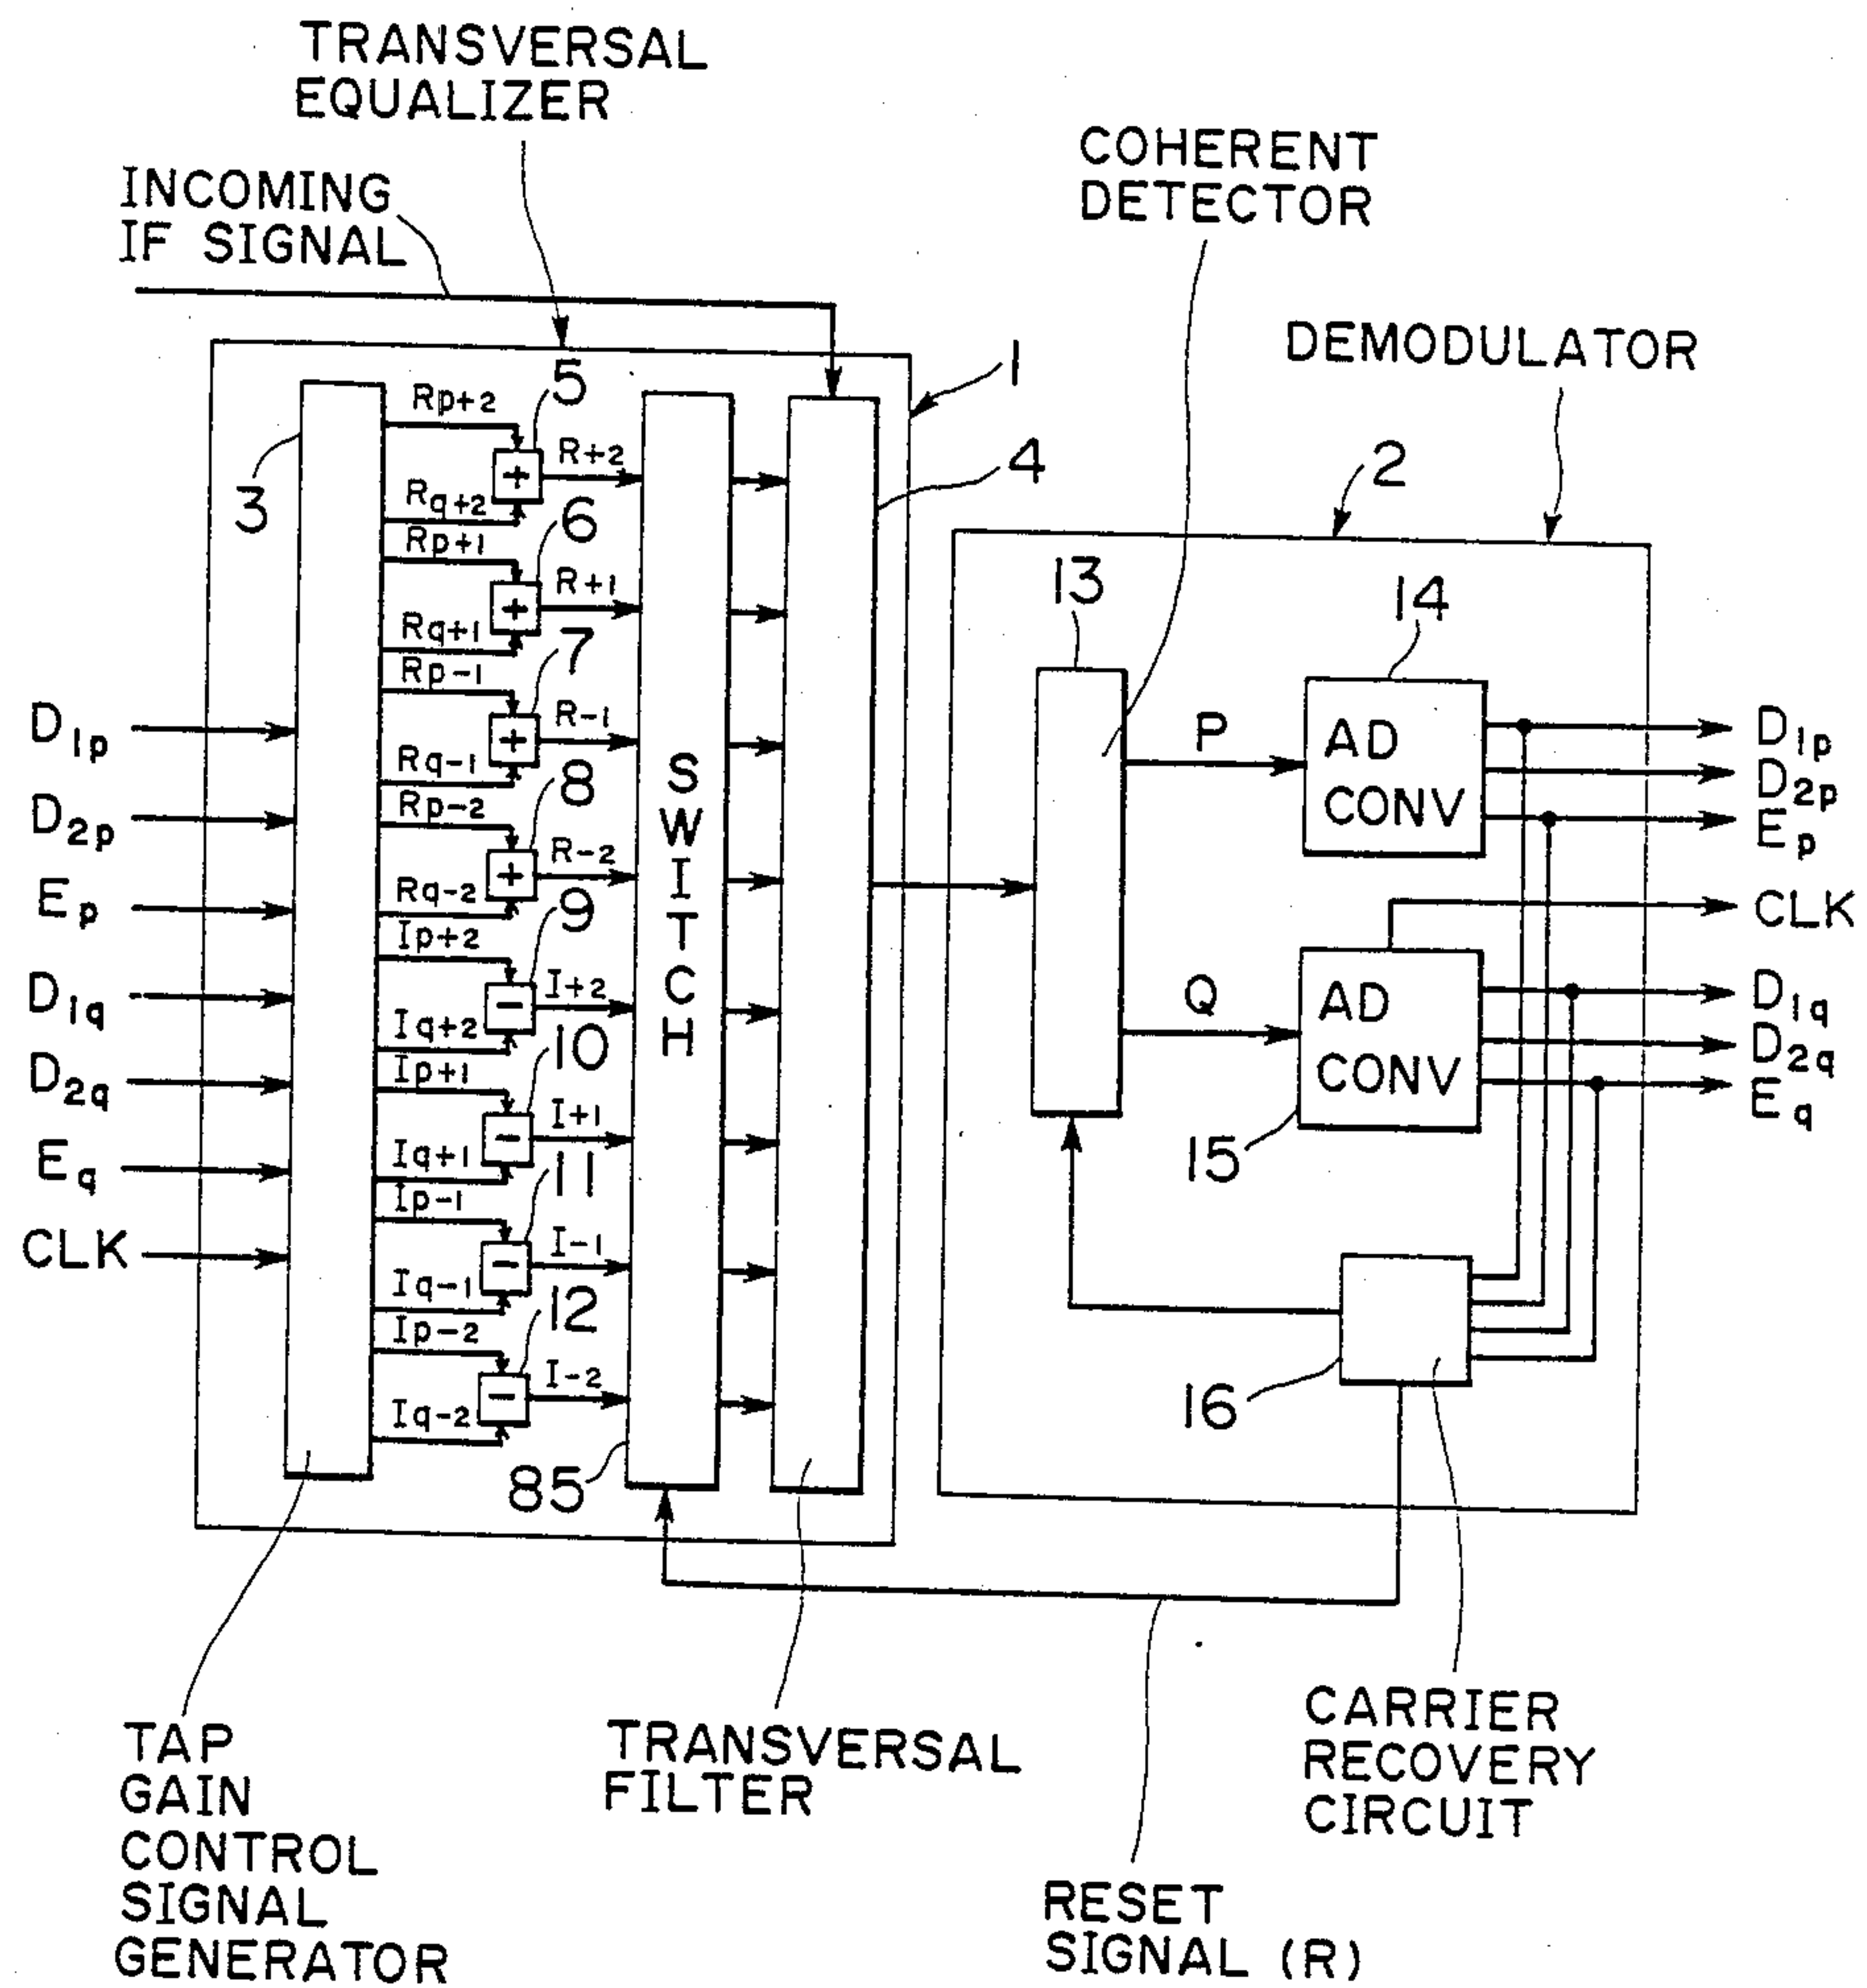 TRANSVERSAL
EQUALIZER
INCOMING
IF SIGNAL
COHERENT
DETECTOR
DEMODULATOR
1
2
3
4
5
6
7
8
9
10
11
12
Rp+2
Rq+2
R+2
Rp+1
Rq+1
R+1
Rp-1
Rq-1
R-1
Rp-2
Rq-2
R-2
Ip+2
Iq+2
I+2
Ip+1
Iq+1
I+1
Ip-1
Iq-1
I-1
Ip-2
Iq-2
I-2
+
+
+
+
-
-
-
-
D1p
D2p
Ep
D1q
D2q
Eq
CLK
SWITCH
85
13
P
Q
14
AD
CONV
AD
CONV
15
16
D1p
D2p
Ep
CLK
D1q
D2q
Eq
TAP
GAIN
CONTROL
SIGNAL
GENERATOR
TRANSVERSAL
FILTER
CARRIER
RECOVERY
CIRCUIT
RESET
SIGNAL (R)